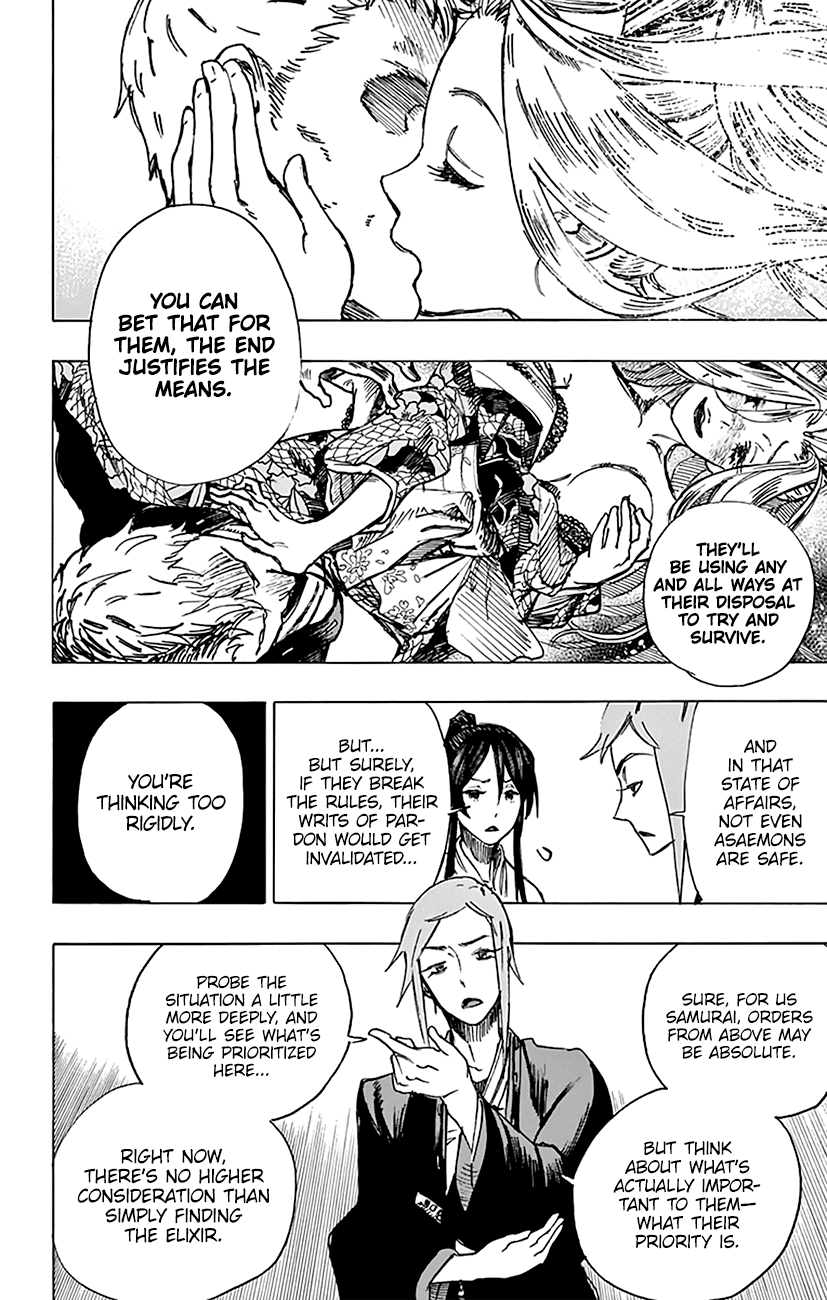 YOU CAN
BET THAT FOR
THEM, THE END
JUSTIFIES THE
MEANS.
THEY'LL
BE USING ANY
AND ALL WAYS AT
THEIR DISPOSAL
TO TRY AND
SURVIVE.
AND
IN THAT
STATE OF
AFFAIRS,
NOT EVEN
ASAEMONS
ARE SAFE.
BUT...
BUT SURELY,
IF THEY BREAK
THE RULES, THEIR
WRITS OF PAR-
DON WOULD GET
INVALIDATED...
YOU'RE
THINKING TOO
RIGIDLY.
SURE, FOR US
SAMURAI, ORDERS
FROM ABOVE MAY
BE ABSOLUTE.
BUT THINK
ABOUT WHAT'S
ACTUALLY IMPOR-
TANT TO THEM—
WHAT THEIR
PRIORITY IS.
PROBE THE
SITUATION A LITTLE
MORE DEEPLY, AND
YOU'LL SEE WHAT'S
BEING PRIORITIZED
HERE...
RIGHT NOW,
THERE'S NO HIGHER
CONSIDERATION THAN
SIMPLY FINDING
THE ELIXIR.